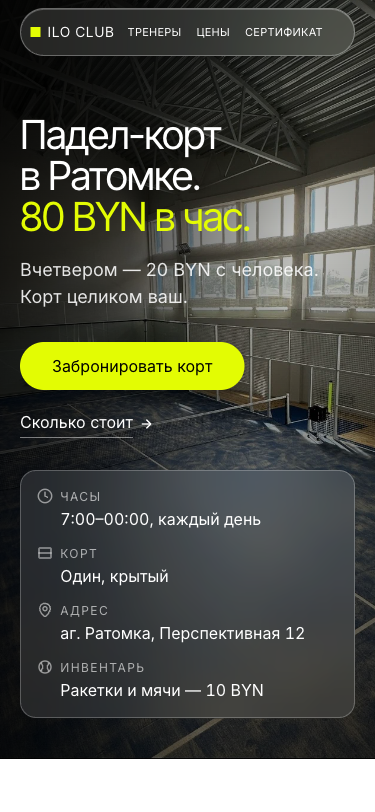 ILO CLUB ТРЕНЕРЫ ЦЕНЫ СЕРТИФИКАТ
Падел-корт
в Ратомке.
80 BYN в час.
Вчетвером — 20 BYN с человека.
Корт целиком ваш.
Забронировать корт
Сколько стоит →
ЧАСЫ
7:00–00:00, каждый день
КОРТ
Один, крытый
АДРЕС
аг. Ратомка, Перспективная 12
ИНВЕНТАРЬ
Ракетки и мячи — 10 BYN